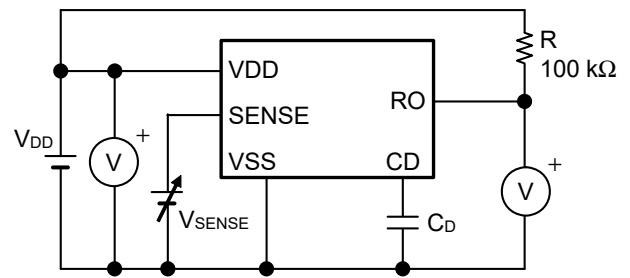 R
100 kΩ
VDD
RO
SENSE
VDD
+
V
VSS
CD
+
V
VSENSE
CD